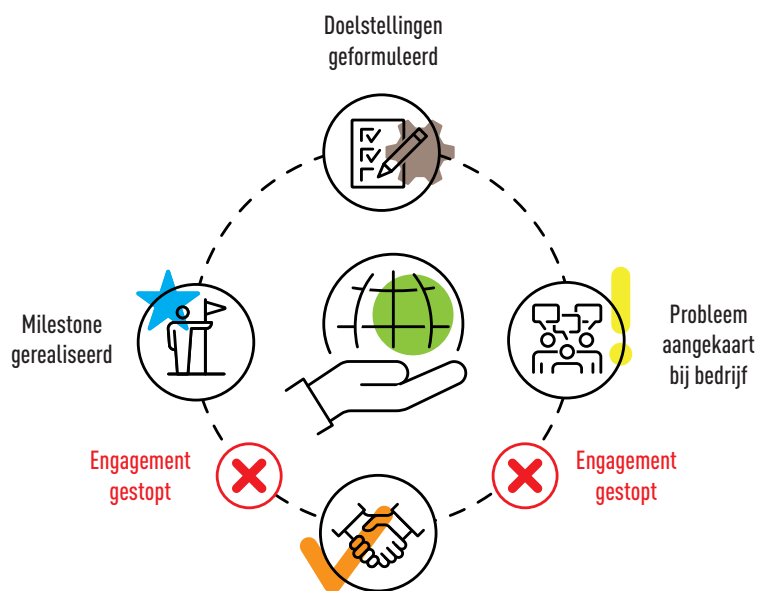 Doelstellingen
geformuleerd
Milestone
gerealiseerd
Probleem
aangekaart
bij bedrijf
Engagement
gestopt
Engagement
gestopt